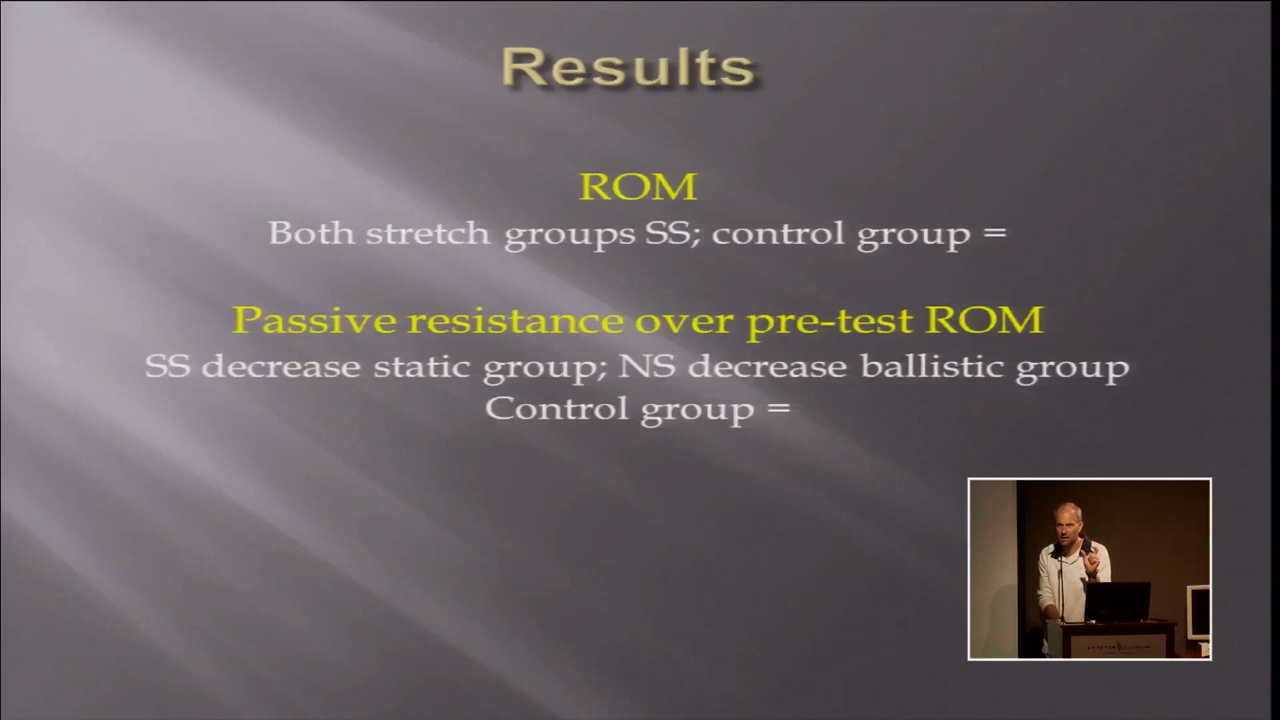 Results
ROM
Both stretch groups SS; control group =
Passive resistance over pre-test ROM
SS decrease static group; NS decrease ballistic group
Control group =